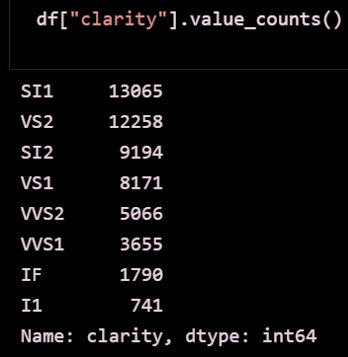 df["clarity"].value_counts()
SI1 13065
VS2 12258
SI2 9194
VS1 8171
VVS2 5066
VVS1 3655
IF 1790
I1 741
Name: clarity, dtype: int64